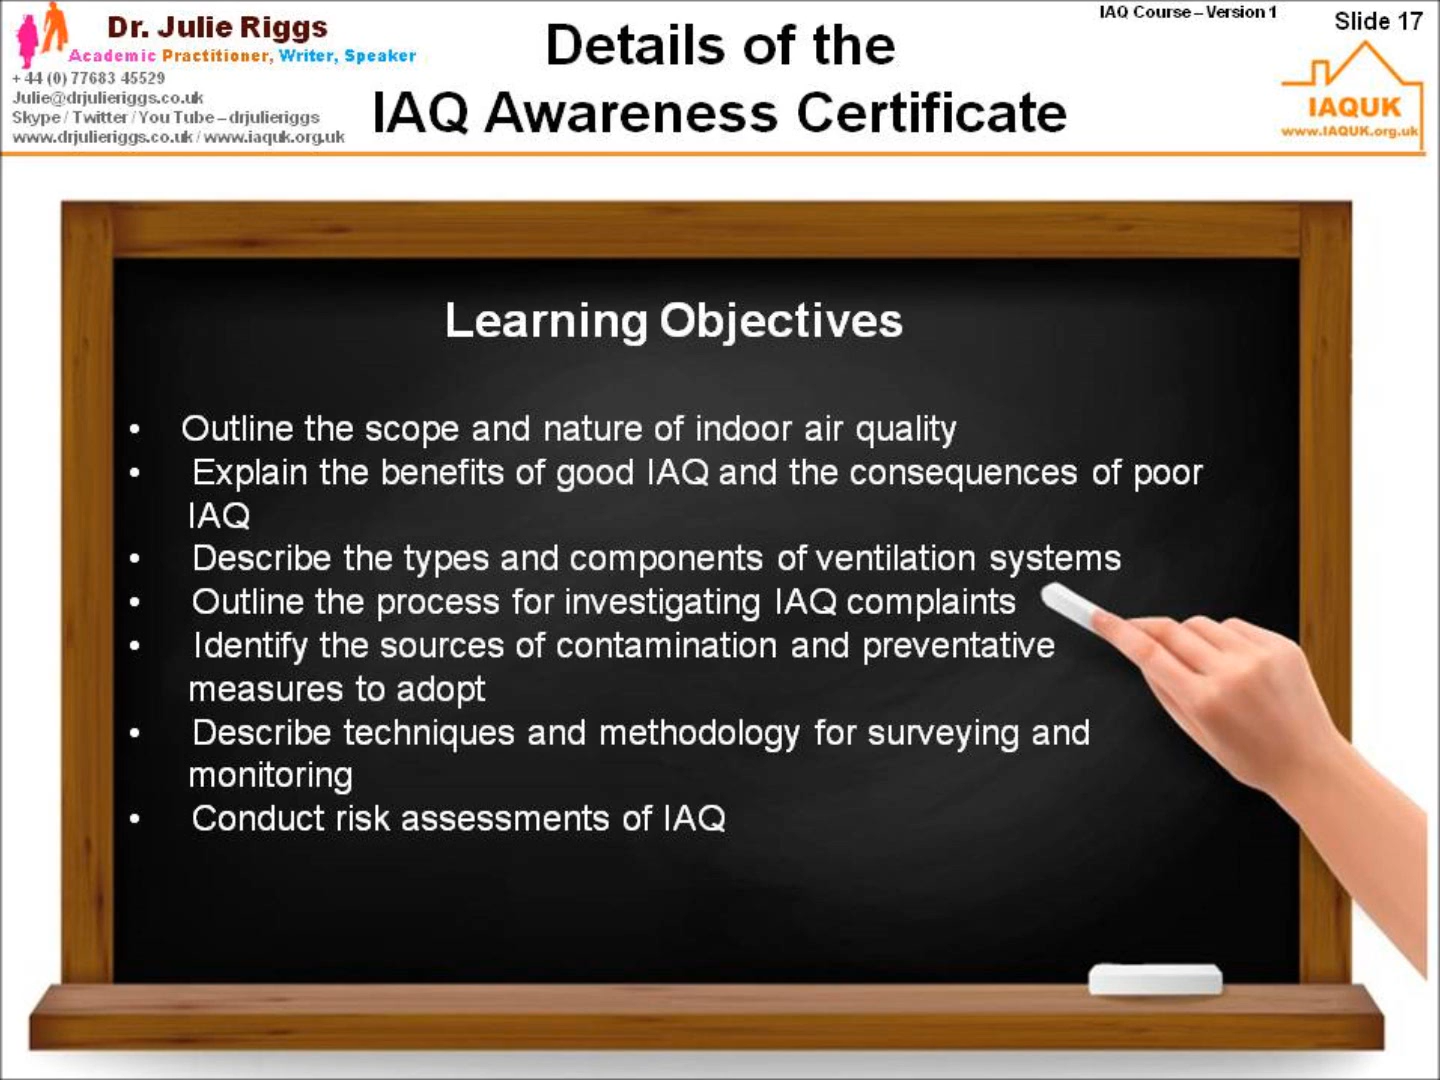 Dr. Julie Riggs
Academic Practitioner, Writer, Speaker
+ 44 (0) 77683 45529
Julie@drjulieriggs.co.uk
Skype / Twitter / You Tube – drjulieriggs
www.drjulieriggs.co.uk / www.iaquk.org.uk
Details of the
IAQ Awareness Certificate
IAQ Course – Version 1
Slide 17
IAQUK
www.IAQUK.org.uk
Learning Objectives
• Outline the scope and nature of indoor air quality
• Explain the benefits of good IAQ and the consequences of poor
IAQ
• Describe the types and components of ventilation systems
• Outline the process for investigating IAQ complaints
• Identify the sources of contamination and preventative
measures to adopt
• Describe techniques and methodology for surveying and
monitoring
• Conduct risk assessments of IAQ